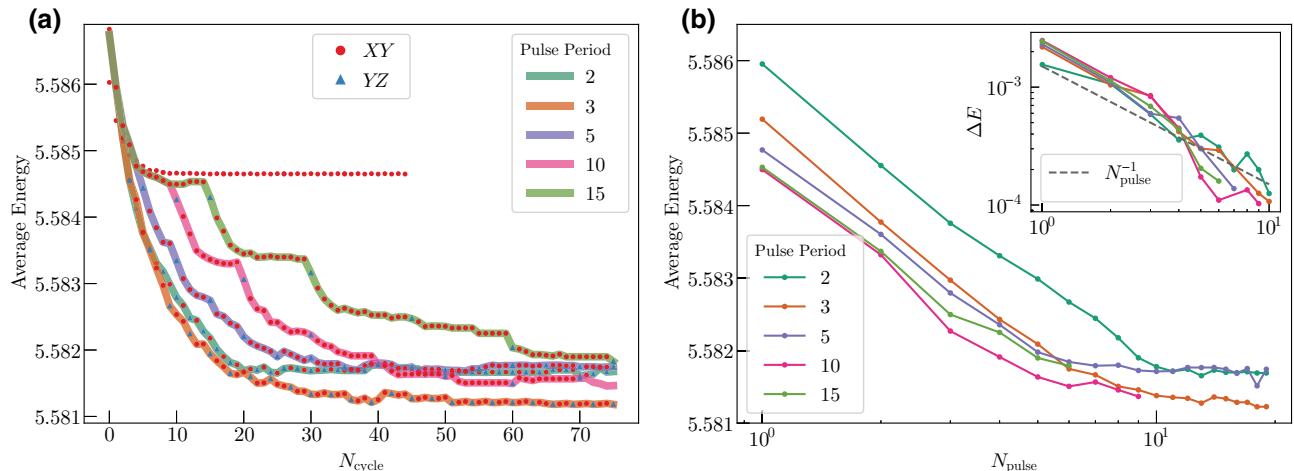 (a)
5.586
5.585
5.584
5.583
5.582
5.581
Average Energy
0 10 20 30 40 50 60 70
N_cycle
XY
YZ
Pulse Period
2
3
5
10
15
(b)
5.586
5.585
5.584
5.583
5.582
5.581
Average Energy
10^0 10^1
N_pulse
Pulse Period
2
3
5
10
15
10^-3
10^-4
ΔE
10^0 10^1
N_pulse^-1